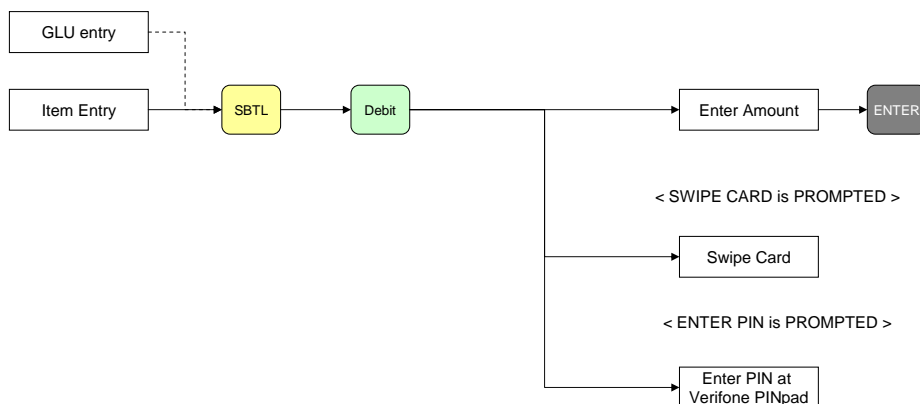 GLU entry
Item Entry
SBTL
Debit
Enter Amount
ENTER
< SWIPE CARD is PROMPTED >
Swipe Card
< ENTER PIN is PROMPTED >
Enter PIN at
Verifone PINpad